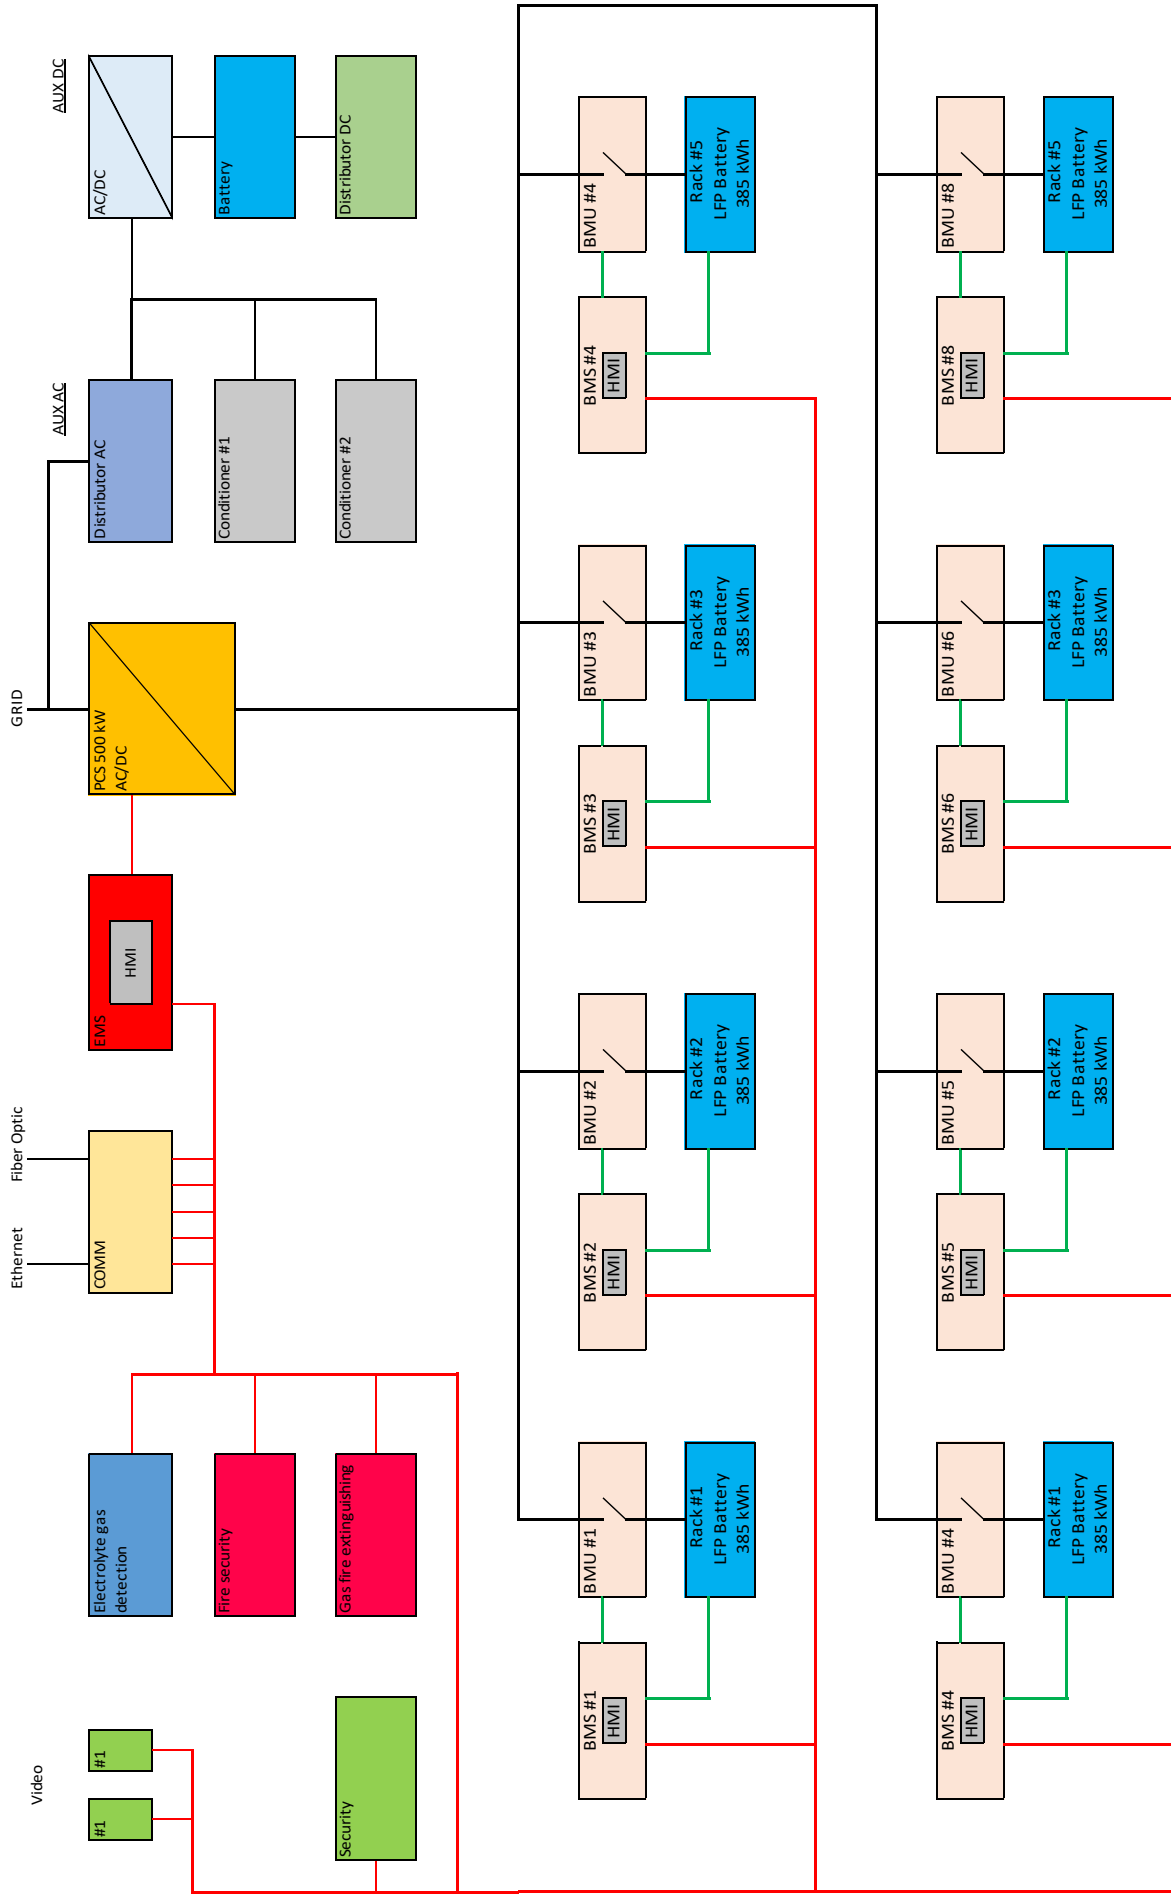 Video
Ethernet
Fiber Optic
GRID
AUX AC
AUX DC
#1
#1
Electrolyte gas
detection
COMM
EMS
HMI
PCS 500 kW
AC/DC
Distributor AC
AC/DC
Fire security
Conditioner #1
Battery
Security
Gas fire extinguishing
Conditioner #2
Distributor DC
BMS #1
HMI
BMU #1
BMS #2
HMI
BMU #2
BMS #3
HMI
BMU #3
BMS #4
HMI
BMU #4
Rack #1
LFP Battery
385 kWh
Rack #2
LFP Battery
385 kWh
Rack #3
LFP Battery
385 kWh
Rack #5
LFP Battery
385 kWh
BMS #4
HMI
BMU #4
BMS #5
HMI
BMU #5
BMS #6
HMI
BMU #6
BMS #8
HMI
BMU #8
Rack #1
LFP Battery
385 kWh
Rack #2
LFP Battery
385 kWh
Rack #3
LFP Battery
385 kWh
Rack #5
LFP Battery
385 kWh